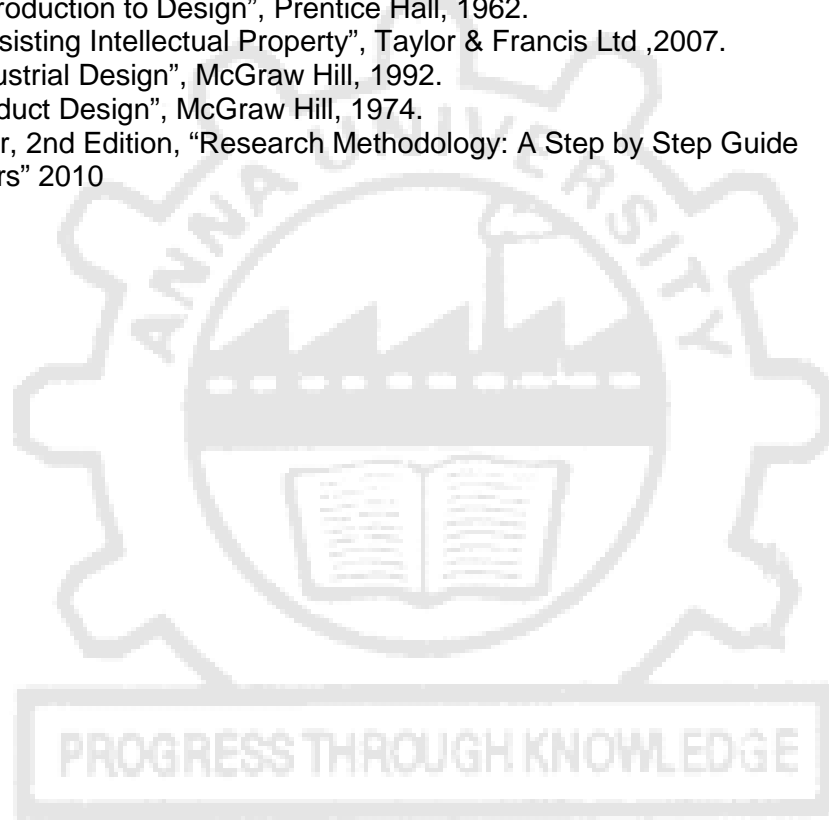 roduction to Design”, Prentice Hall, 1962.
sisting Intellectual Property”, Taylor & Francis Ltd ,2007.
ustrial Design”, McGraw Hill, 1992.
duct Design”, McGraw Hill, 1974.
r, 2nd Edition, “Research Methodology: A Step by Step Guide
rs” 2010
ANNA UNIVERSITY
PROGRESS THROUGH KNOWLEDGE